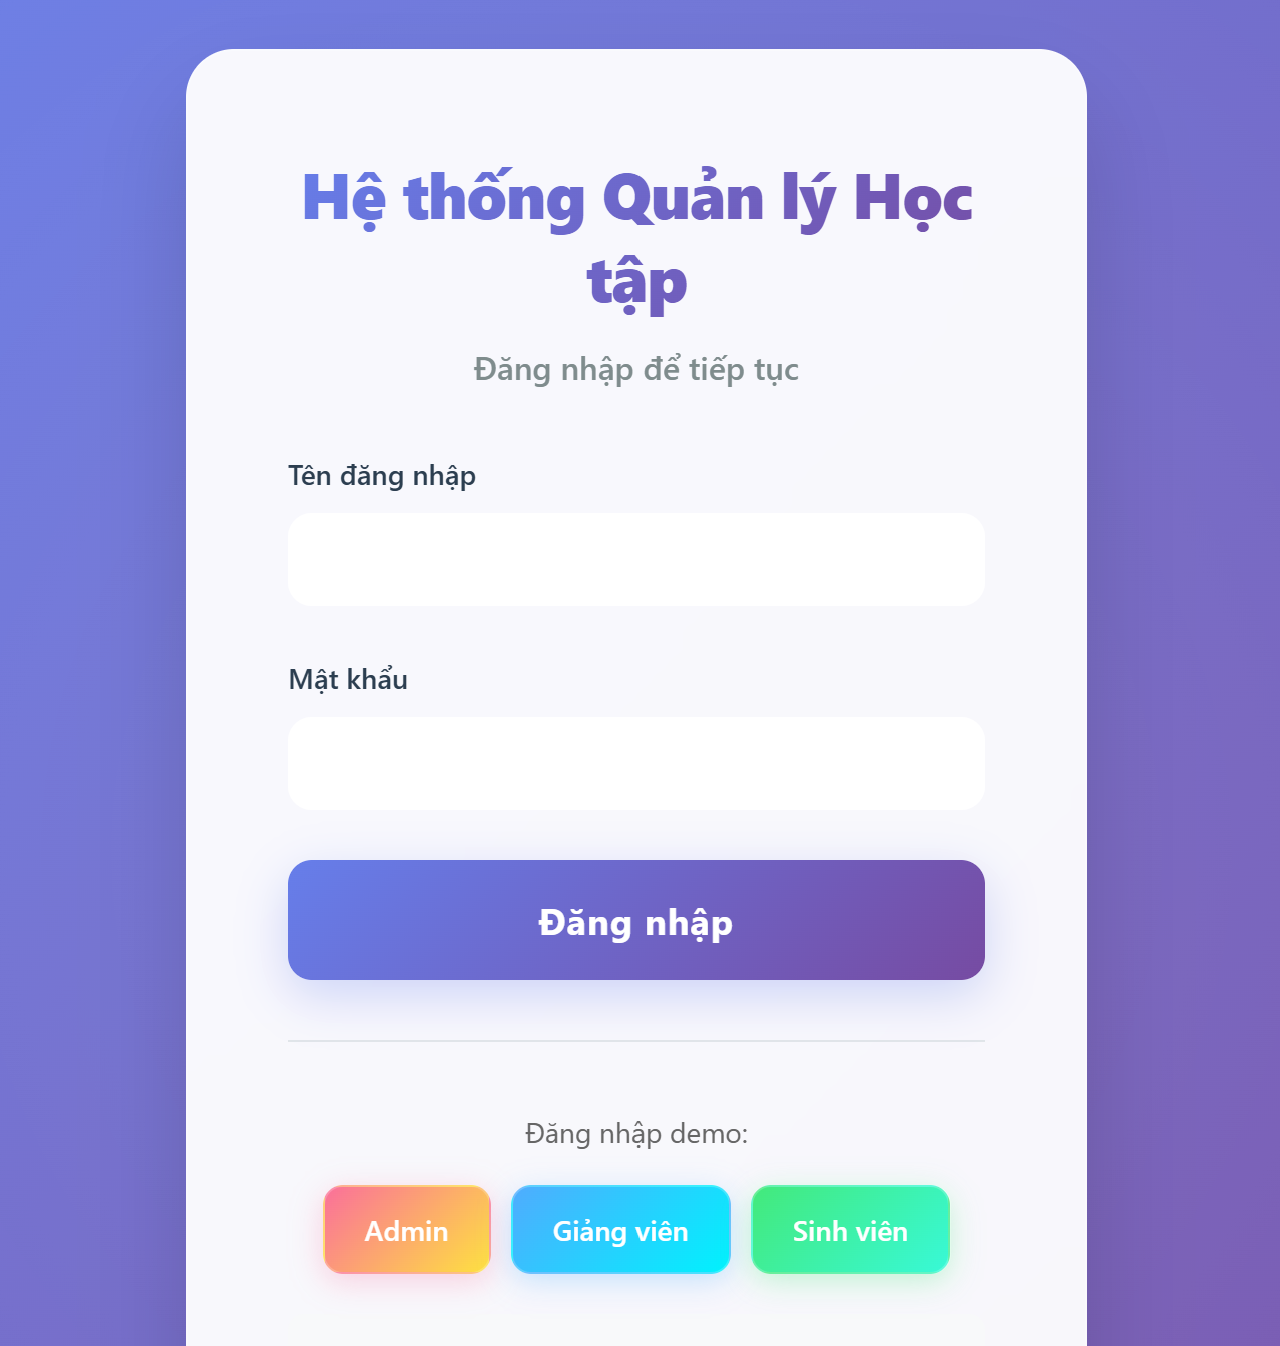 Hệ thống Quản lý Học
tập
Đăng nhập để tiếp tục
Tên đăng nhập
Mật khẩu
Đăng nhập
Đăng nhập demo:
Admin
Giảng viên
Sinh viên